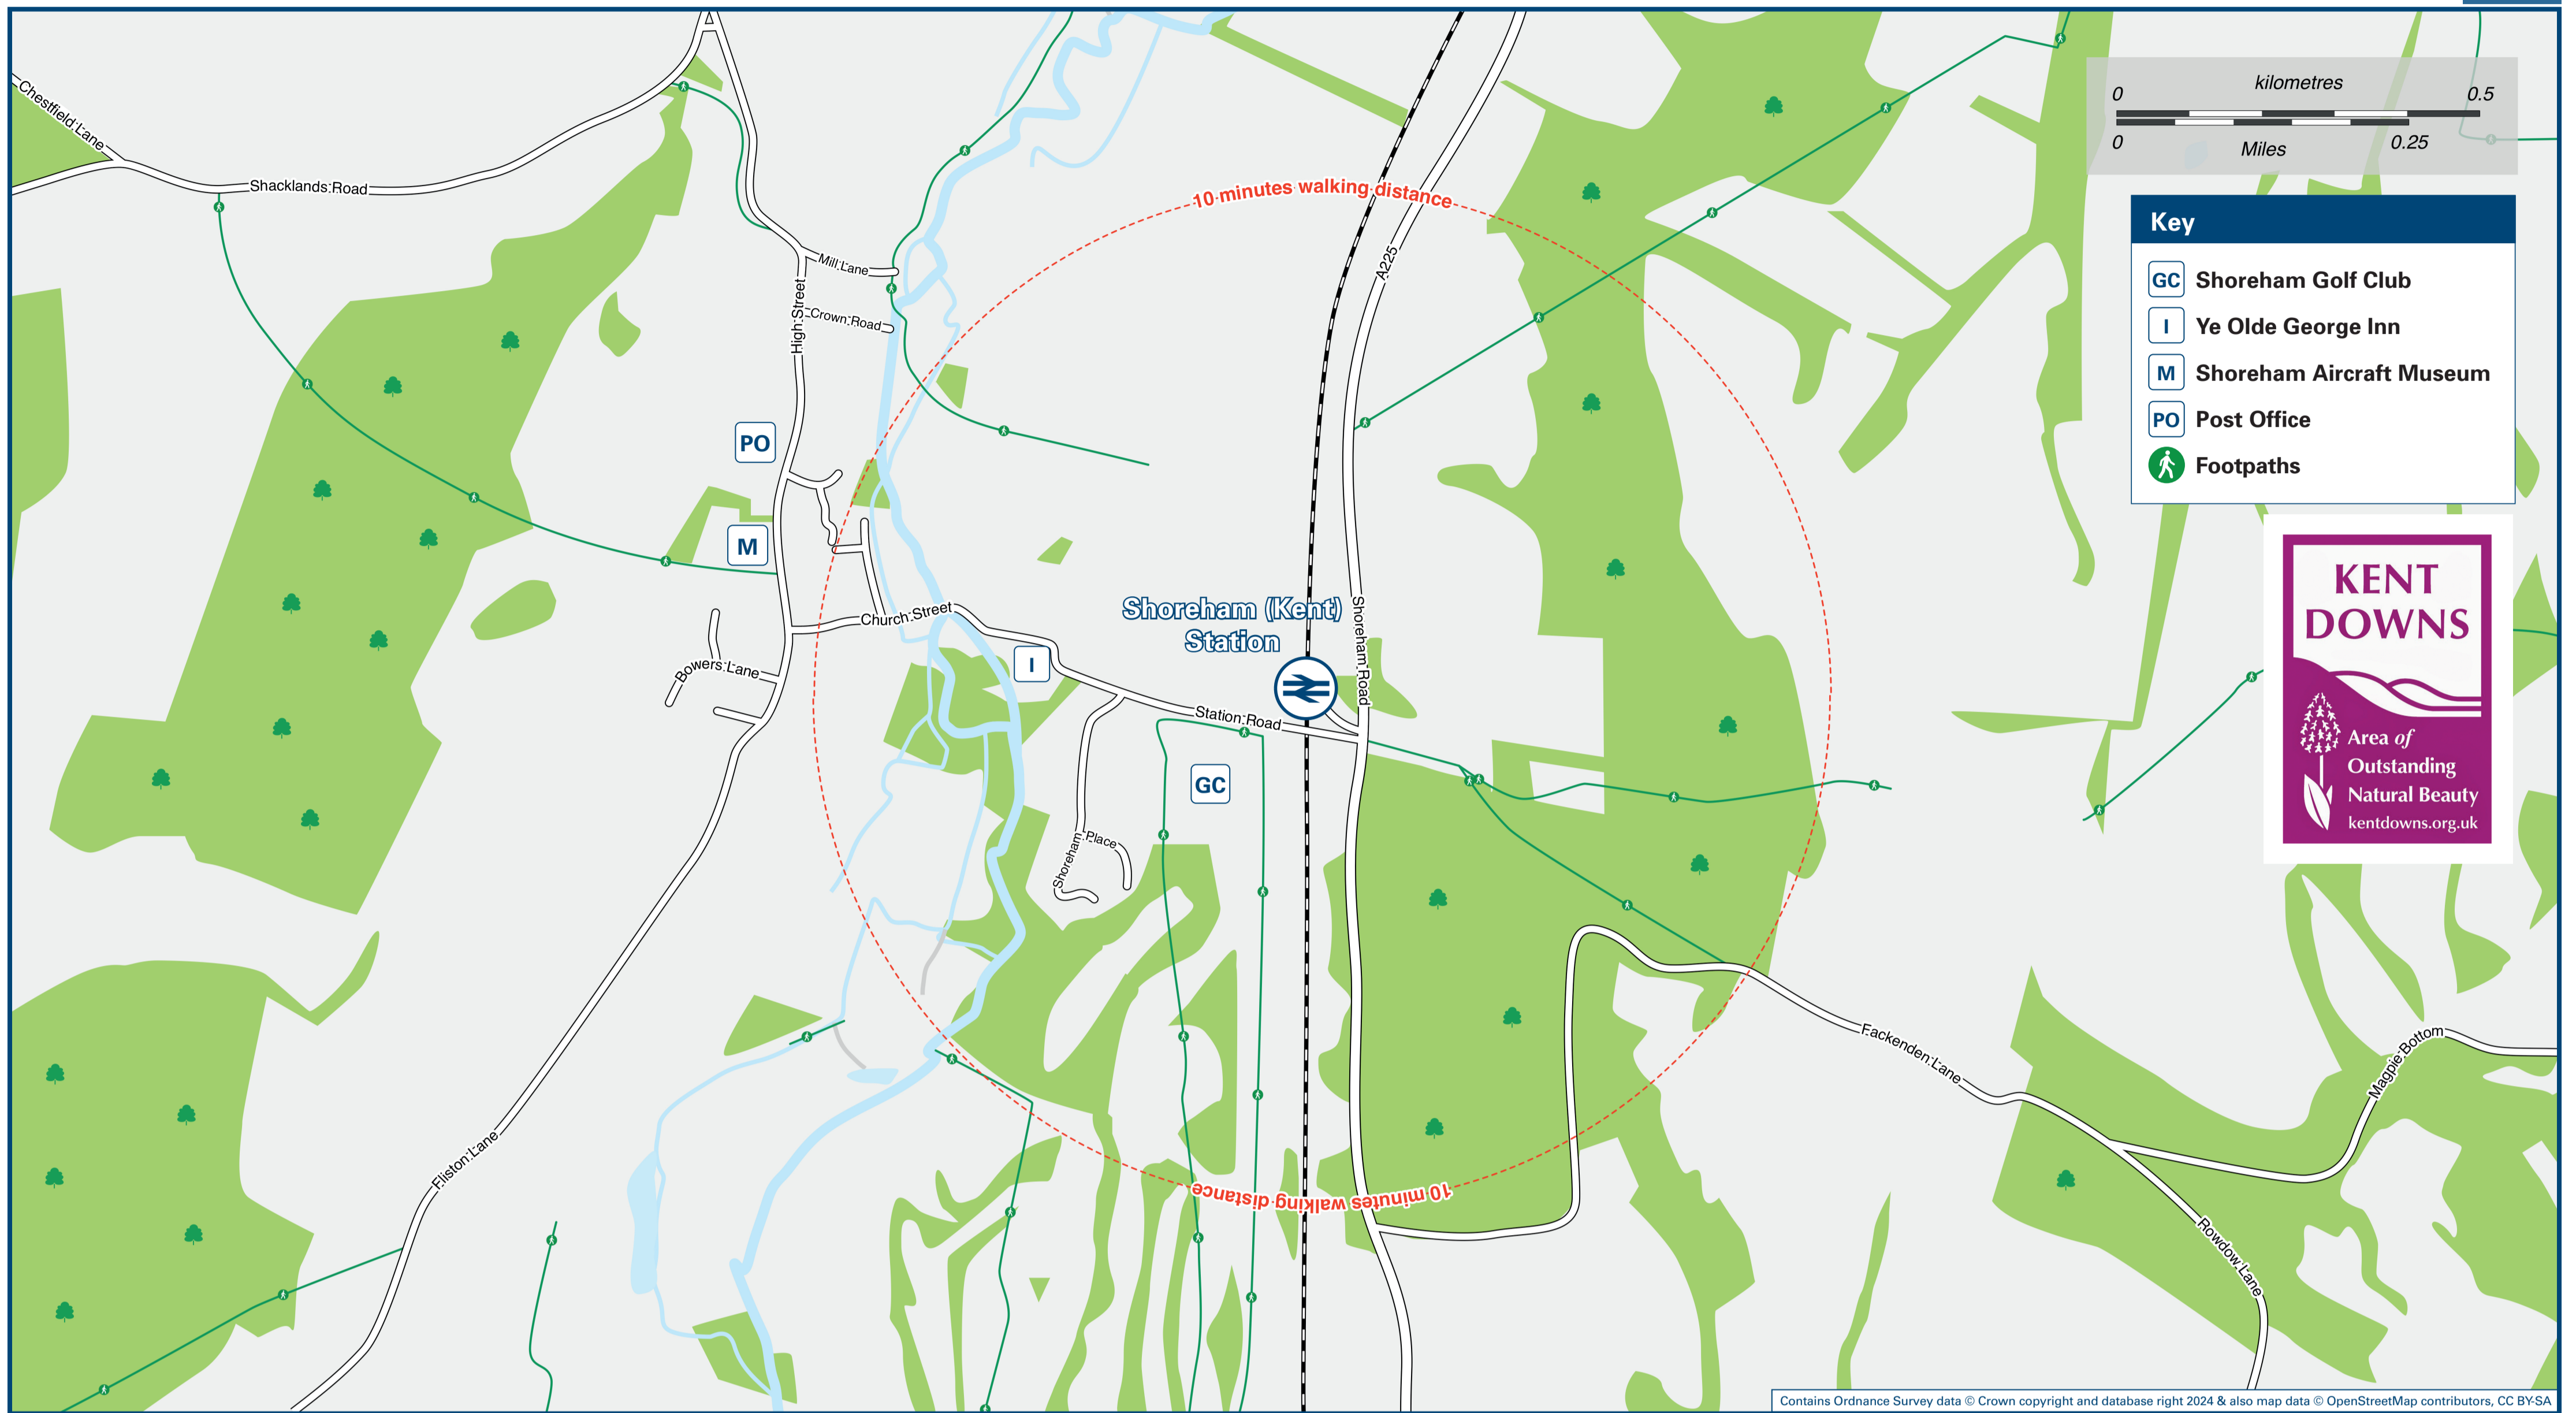 Chestfield Lane
Shacklands Road
Mill Lane
Crown Road
High Street
10 minutes walking distance
A225
kilometres
0
0.5
0
0.25
Miles
Key
GC Shoreham Golf Club
I Ye Olde George Inn
M Shoreham Aircraft Museum
PO Post Office
Footpaths
PO
M
Church Street
Bowers Lane
I
Shoreham (Kent)
Station
Shoreham Road
Station Road
GC
Shoreham Place
KENT
DOWNS
Area of
Outstanding
Natural Beauty
kentdowns.org.uk
Fackenden Lane
Magpie Bottom
Rowdow Lane
Fliston Lane
10 minutes walking distance
Contains Ordnance Survey data © Crown copyright and database right 2024 & also map data © OpenStreetMap contributors, CC BY-SA